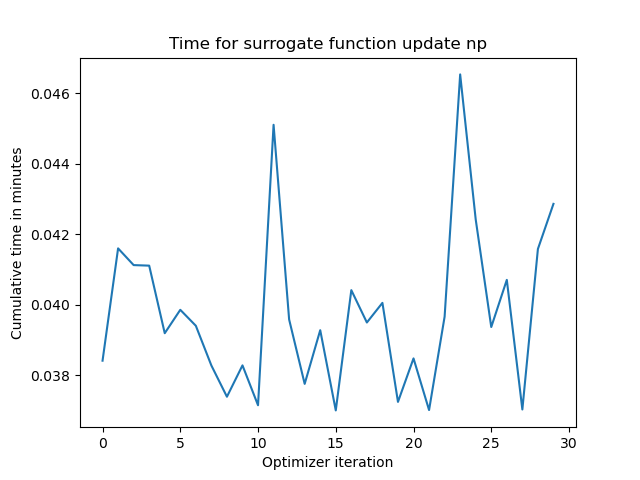 Time for surrogate function update np
Cumulative time in minutes
0.046
0.044
0.042
0.040
0.038
0 5 10 15 20 25 30
Optimizer iteration